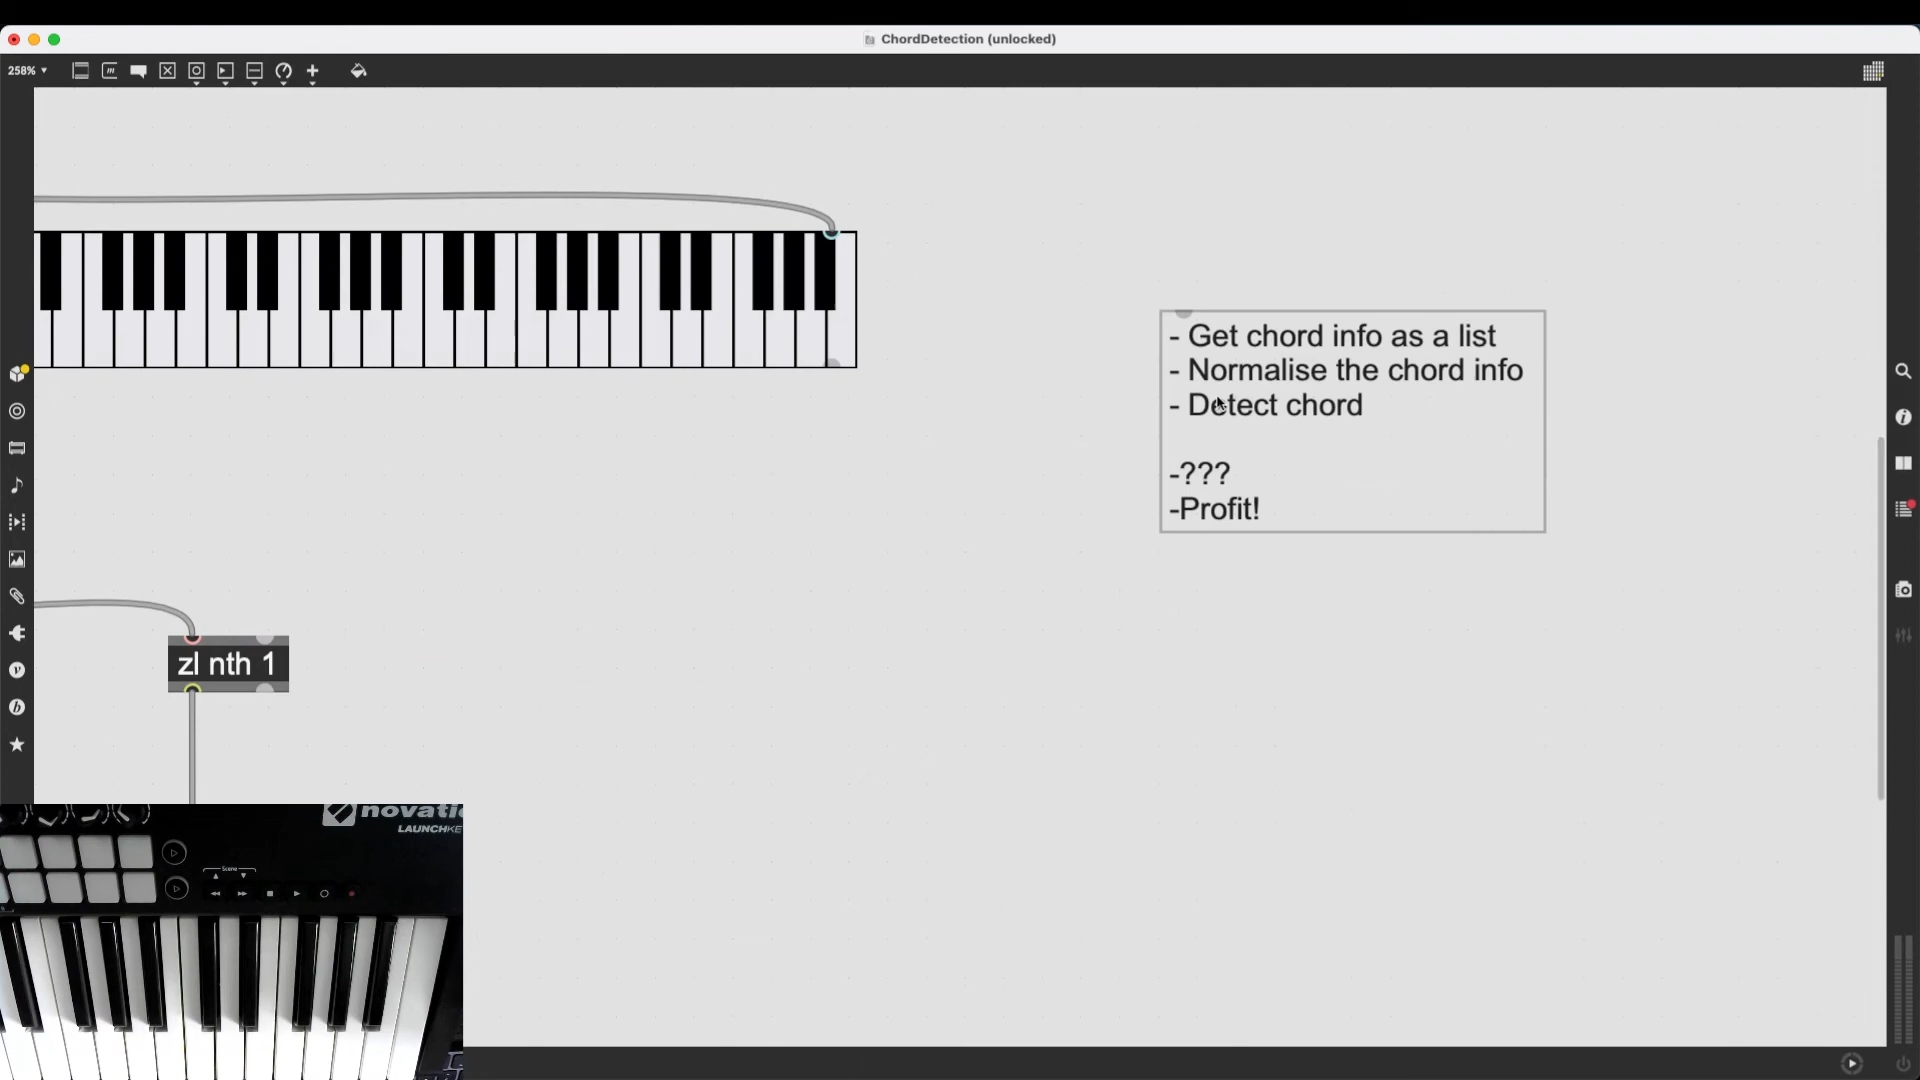 ChordDetection (unlocked)
258%
- Get chord info as a list
- Normalise the chord info
- Detect chord
-???
-Profit!
zl nth 1
novati
LAUNCHKE
Scene